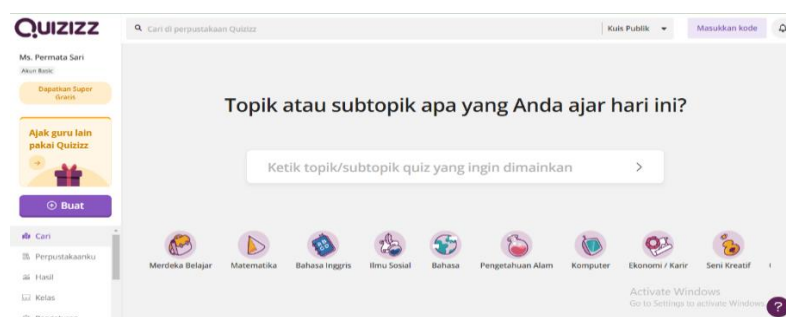 QUIZIZZ
Cari di perpustakaan Quizizz
Kuis Publik
Masukkan kode
Ms. Permata Sari
Akun Basic
Dapatkan Super
Gratis
Ajak guru lain
pakai Quizizz
Buat
Cari
Perpustakaanku
Hasil
Kelas
Topik atau subtopik apa yang Anda ajar hari ini?
Ketik topik/subtopik quiz yang ingin dimainkan
Merdeka Belajar
Matematika
Bahasa Inggris
Ilmu Sosial
Bahasa
Pengetahuan Alam
Komputer
Ekonomi / Karir
Seni Kreatif
Activate Windows
Go to Settings to activate Windows
?